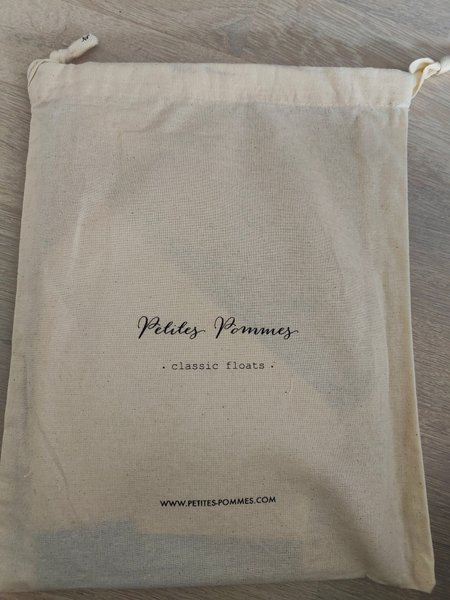 Petites Pommes
· classic floats ·
WWW.PETITES-POMMES.COM